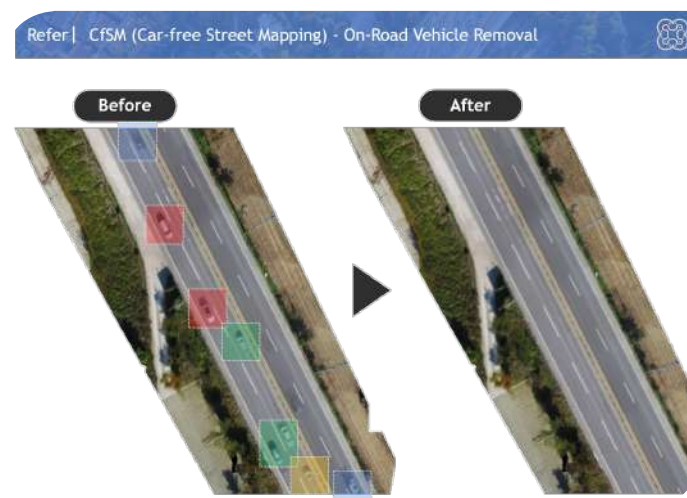 Refer| CfSM (Car-free Street Mapping) - On-Road Vehicle Removal
Before
After